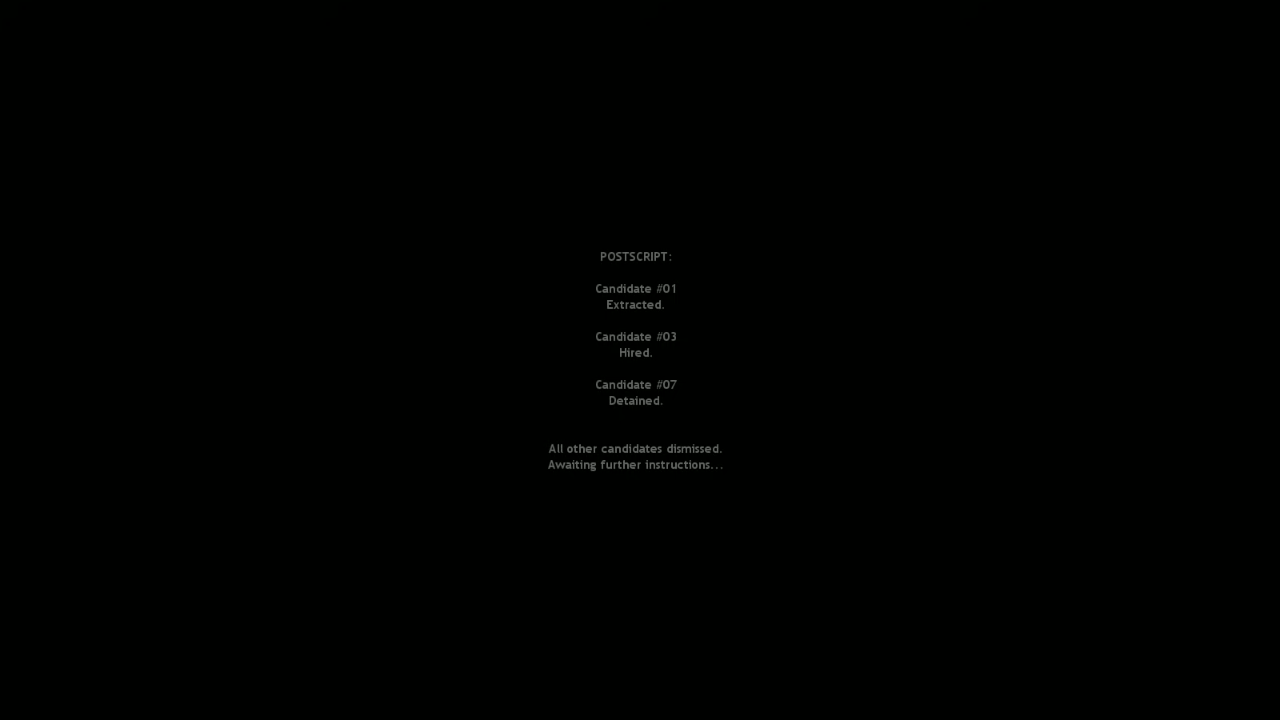 POSTSCRIPT:
Candidate #01
Extracted.
Candidate #03
Hired.
Candidate #07
Detained.
All other candidates dismissed.
Awaiting further instructions...